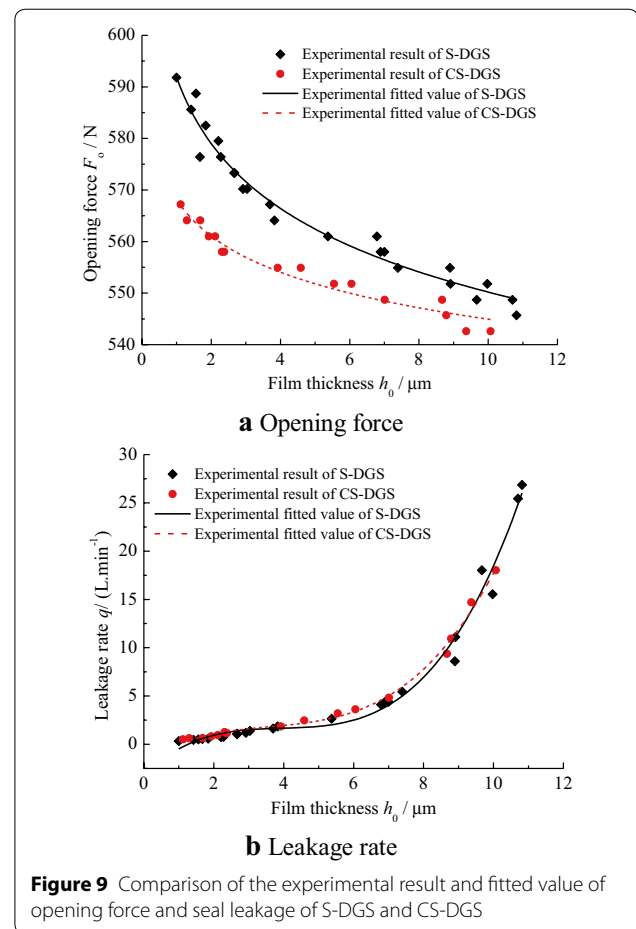 Experimental result of S-DGS
Experimental result of CS-DGS
Experimental fitted value of S-DGS
Experimental fitted value of CS-DGS
600
590
580
570
560
550
540
Opening force Fₒ / N
0 2 4 6 8 10 12
Film thickness h₀ / μm
a Opening force
Experimental result of S-DGS
Experimental result of CS-DGS
Experimental fitted value of S-DGS
Experimental fitted value of CS-DGS
30
25
20
15
10
5
0
Leakage rate q/ (L.min⁻¹)
0 2 4 6 8 10 12
Film thickness h₀ / μm
b Leakage rate
Figure 9 Comparison of the experimental result and fitted value of
opening force and seal leakage of S-DGS and CS-DGS